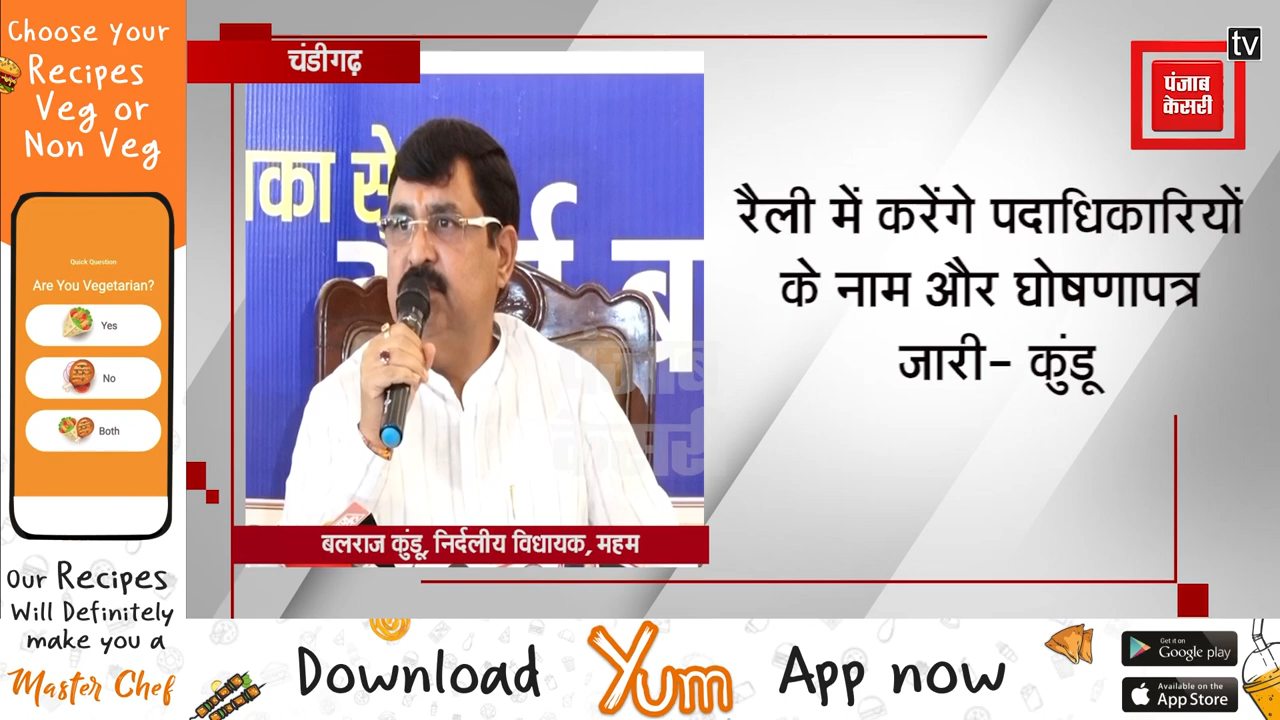 Choose Your
Recipes
Veg or
Non Veg
Quick Question
Are You Vegetarian?
Yes
No
Both
Our Recipes
Will Definitely
make you a
Master Chef
चंडीगढ़
का से
पंजाब
केसरी
बलराज कुंडू, निर्दलीय विधायक, महम
tv
पंजाब
केसरी
रैली में करेंगे पदाधिकारियों
के नाम और घोषणापत्र
जारी- कुंडू
Download Yum App now
Get it on
Google play
Available on the
App Store